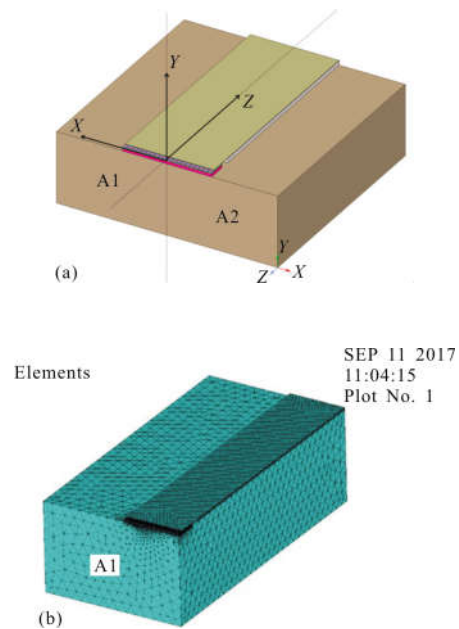 Y
Z
X
A1
A2
Y
Z
X
(a)
Elements
SEP 11 2017
11:04:15
Plot No. 1
A1
(b)